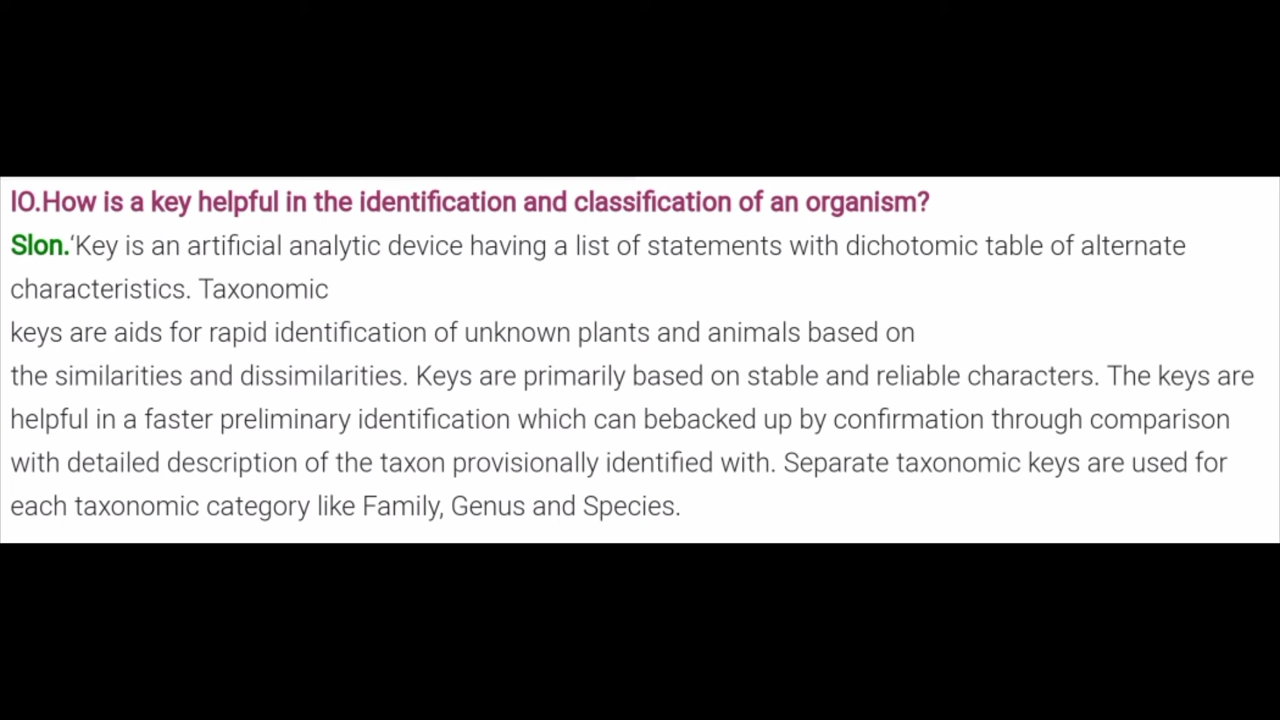 lO.How is a key helpful in the identification and classification of an organism?
Slon.‘Key is an artificial analytic device having a list of statements with dichotomic table of alternate
characteristics. Taxonomic
keys are aids for rapid identification of unknown plants and animals based on
the similarities and dissimilarities. Keys are primarily based on stable and reliable characters. The keys are
helpful in a faster preliminary identification which can bebacked up by confirmation through comparison
with detailed description of the taxon provisionally identified with. Separate taxonomic keys are used for
each taxonomic category like Family, Genus and Species.